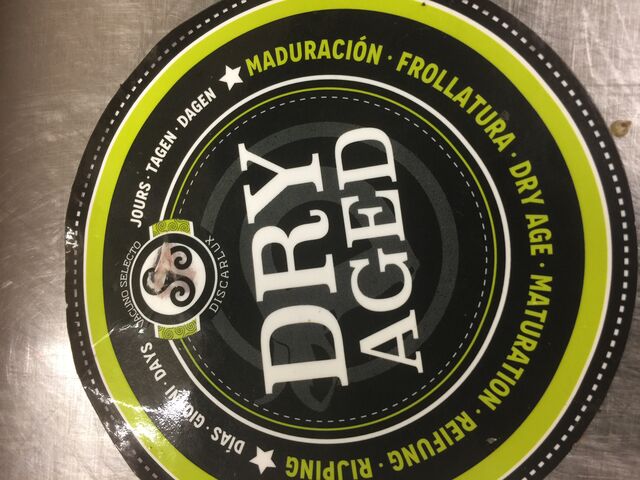 DRY
AGED
MADURACIÓN · FROLLATURA · DRY AGE · MATURATION · REIFUNG · RIJPING
DÍAS · GIORNI · DAYS
VACUNO SELECTO
DISCARLUX
JOURS · TAGEN · DAGEN